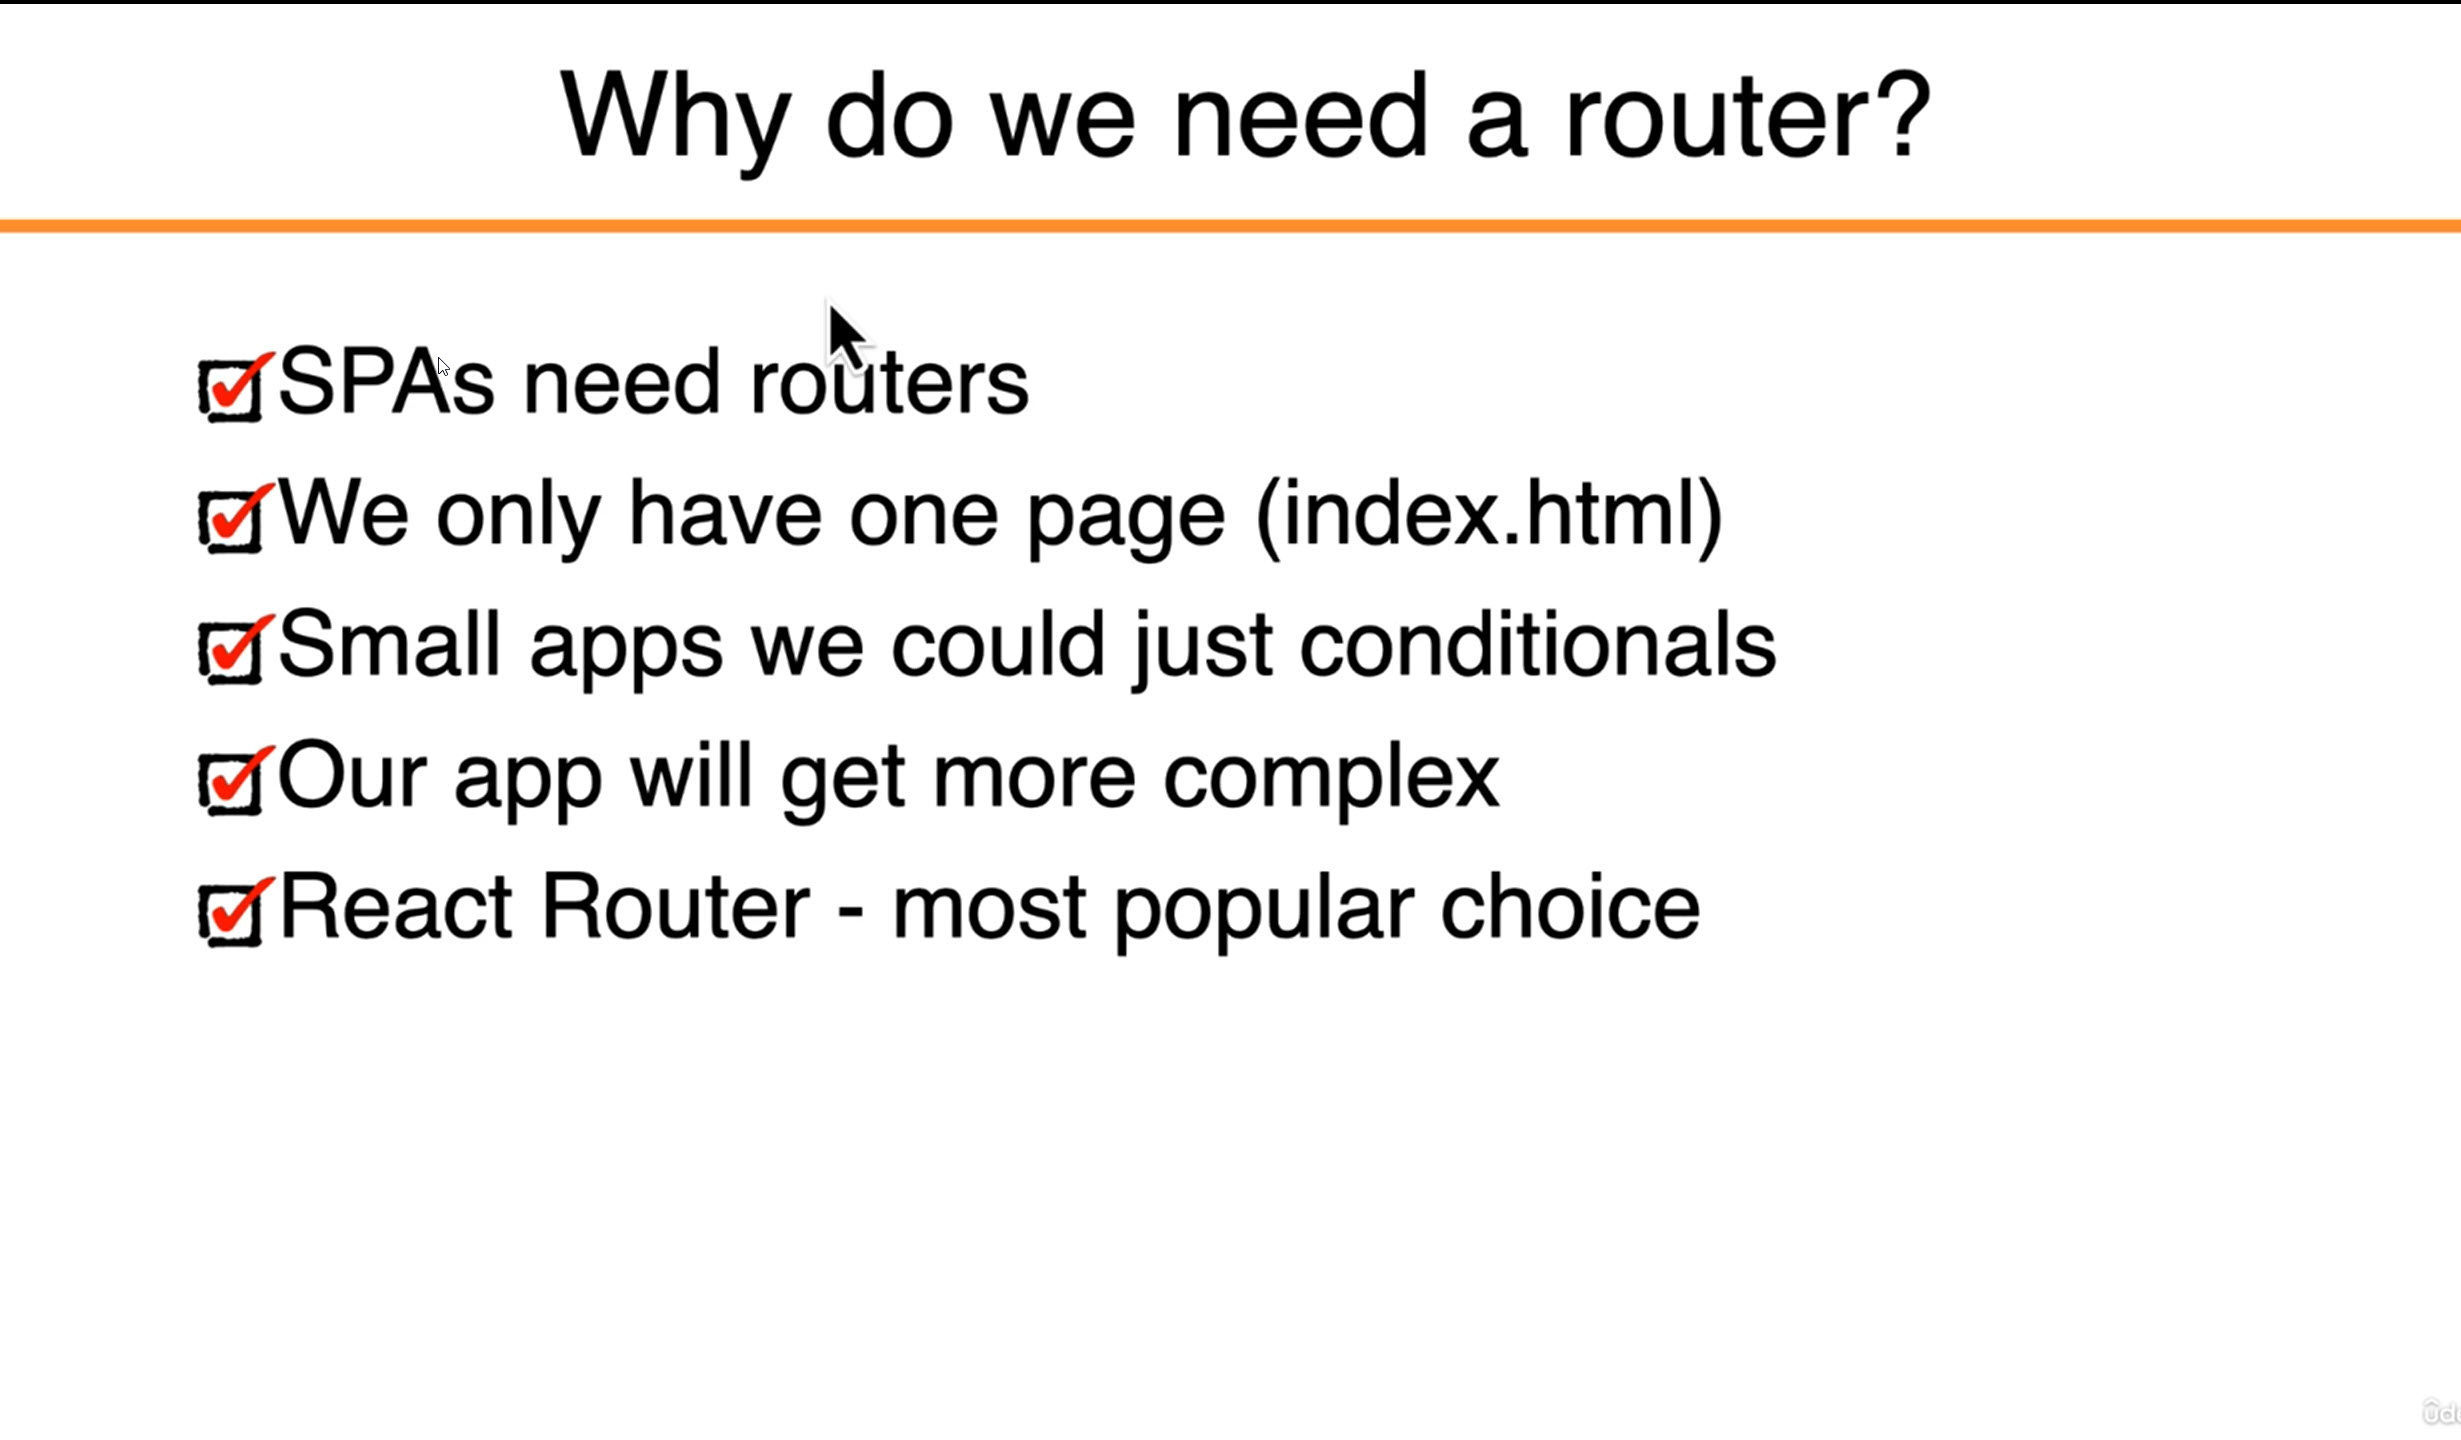 Why do we need a router?
SPAs need routers
We only have one page (index.html)
Small apps we could just conditionals
Our app will get more complex
React Router - most popular choice